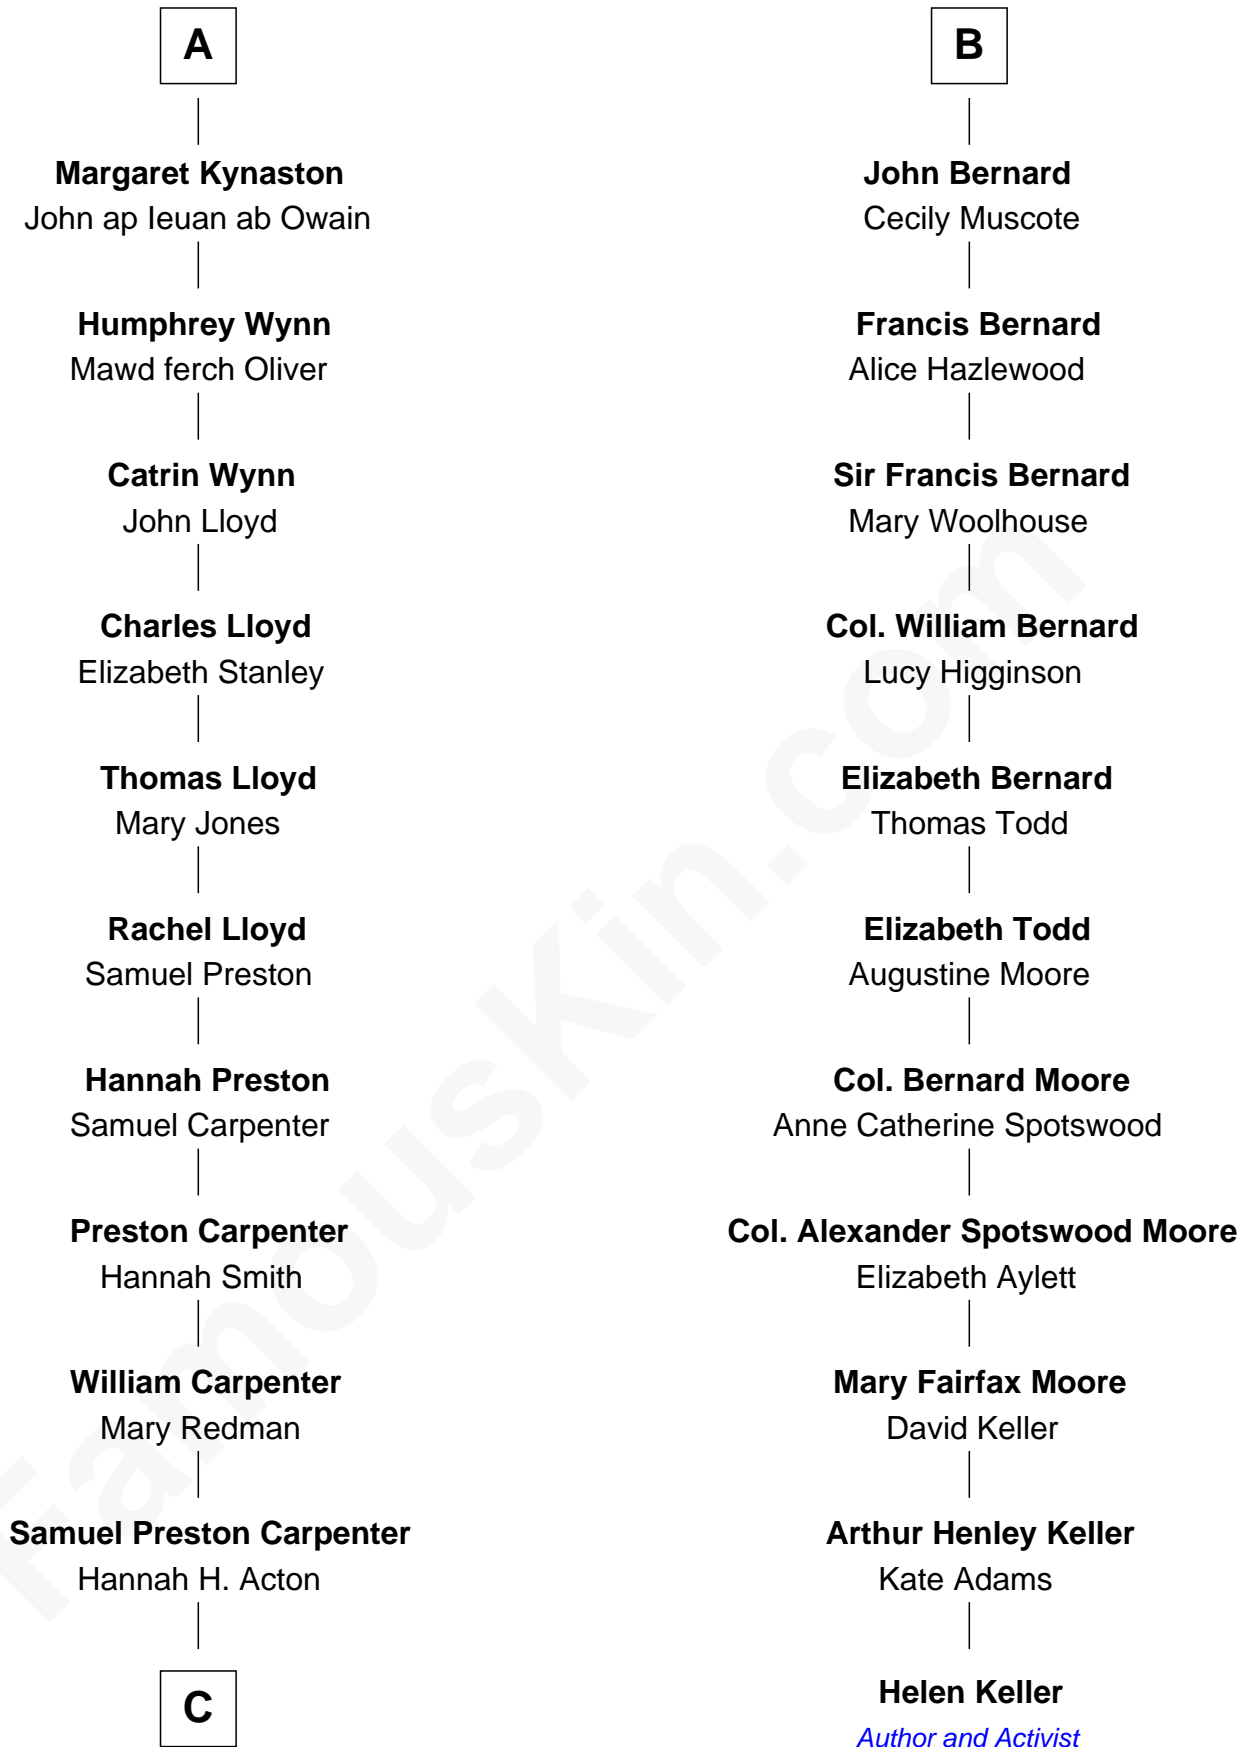 A
Margaret Kynaston
John ap Ieuan ab Owain
Humphrey Wynn
Mawd ferch Oliver
Catrin Wynn
John Lloyd
Charles Lloyd
Elizabeth Stanley
Thomas Lloyd
Mary Jones
Rachel Lloyd
Samuel Preston
Hannah Preston
Samuel Carpenter
Preston Carpenter
Hannah Smith
William Carpenter
Mary Redman
Samuel Preston Carpenter
Hannah H. Acton
C
B
John Bernard
Cecily Muscote
Francis Bernard
Alice Hazlewood
Sir Francis Bernard
Mary Woolhouse
Col. William Bernard
Lucy Higginson
Elizabeth Bernard
Thomas Todd
Elizabeth Todd
Augustine Moore
Col. Bernard Moore
Anne Catherine Spotswood
Col. Alexander Spotswood Moore
Elizabeth Aylett
Mary Fairfax Moore
David Keller
Arthur Henley Keller
Kate Adams
Helen Keller
Author and Activist
FamousKin.com